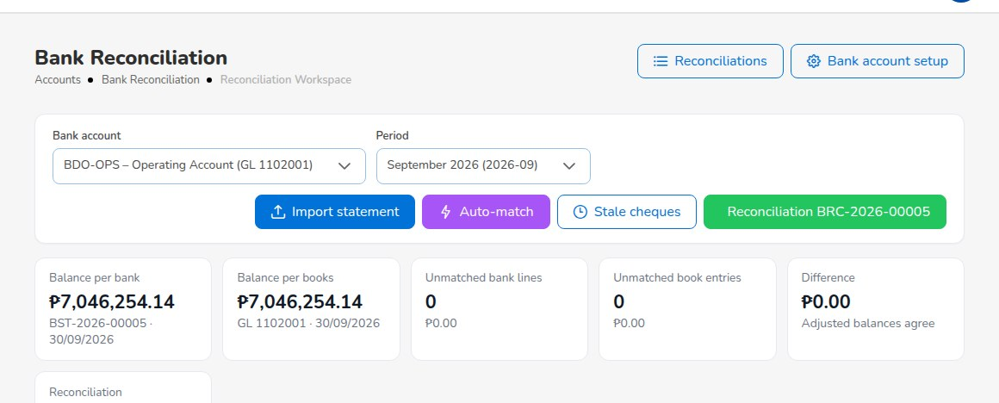 Bank Reconciliation
Accounts • Bank Reconciliation • Reconciliation Workspace
Reconciliations
Bank account setup
Bank account
BDO-OPS – Operating Account (GL 1102001)
Period
September 2026 (2026-09)
Import statement
Auto-match
Stale cheques
Reconciliation BRC-2026-00005
Balance per bank
₱7,046,254.14
BST-2026-00005 ·
30/09/2026
Balance per books
₱7,046,254.14
GL 1102001 · 30/09/2026
Unmatched bank lines
0
₱0.00
Unmatched book entries
0
₱0.00
Difference
₱0.00
Adjusted balances agree
Reconciliation